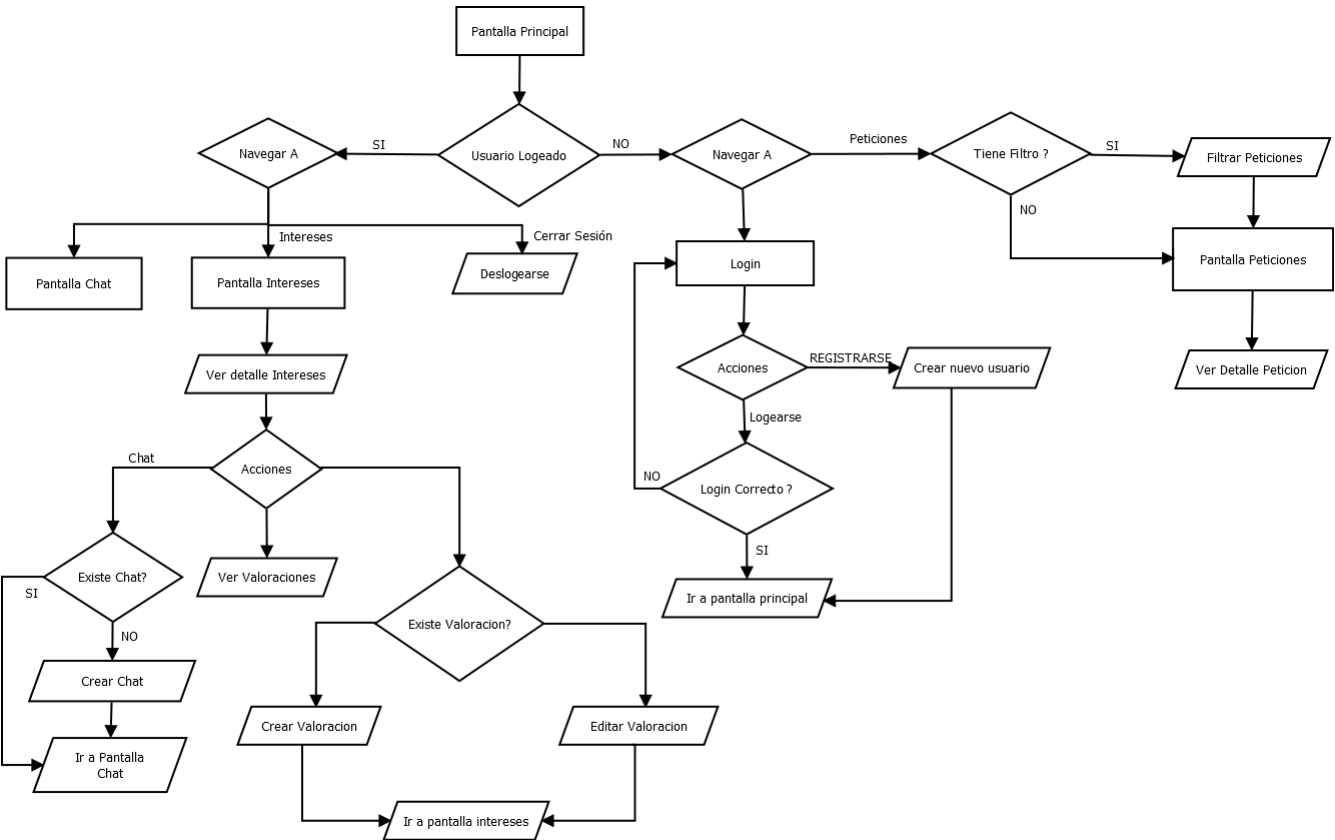 Pantalla Principal
Usuario Logeado
SI
NO
Navegar A
Navegar A
Peticiones
Tiene Filtro ?
SI
NO
Filtrar Peticiones
Pantalla Peticiones
Ver Detalle Peticion
Intereses
Cerrar Sesión
Pantalla Chat
Pantalla Intereses
Deslogearse
Ver detalle Intereses
Acciones
Chat
Existe Chat?
SI
NO
Crear Chat
Ir a Pantalla
Chat
Ver Valoraciones
Existe Valoracion?
Crear Valoracion
Editar Valoracion
Ir a pantalla intereses
Login
Acciones
REGISTRARSE
Crear nuevo usuario
Logearse
Login Correcto ?
NO
SI
Ir a pantalla principal